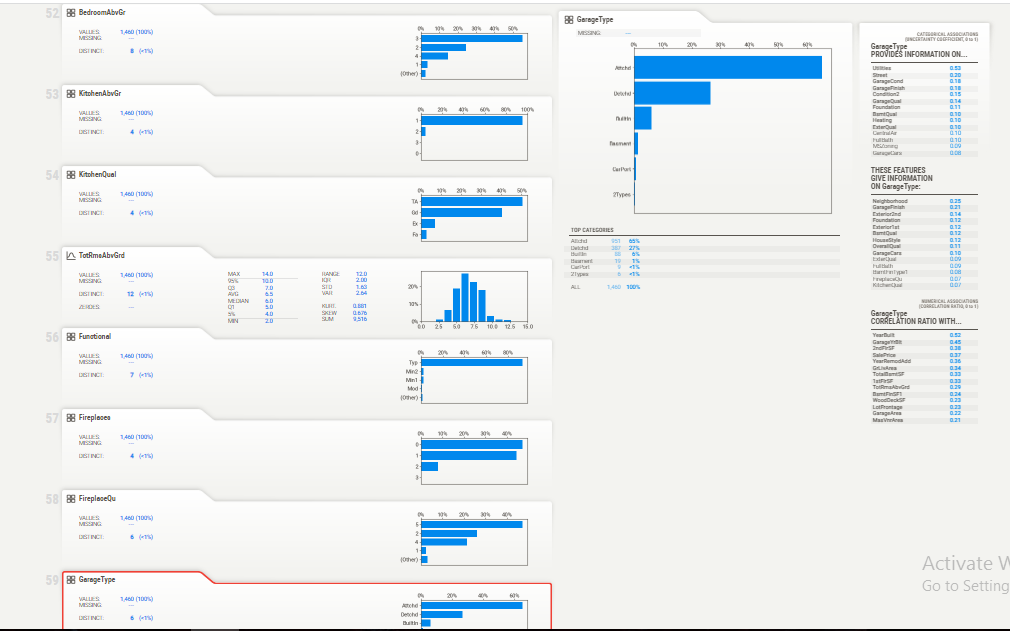 52
BedroomAbvGr
VALUES: 1,460 (100%)
MISSING: ---
DISTINCT: 8 (<1%)
0% 10% 20% 30% 40% 50%
3
2
4
1
(Other)
53
KitchenAbvGr
VALUES: 1,460 (100%)
MISSING: ---
DISTINCT: 4 (<1%)
0% 20% 40% 60% 80% 100%
1
2
3
0
54
KitchenQual
VALUES: 1,460 (100%)
MISSING: ---
DISTINCT: 4 (<1%)
0% 10% 20% 30% 40% 50%
TA
Gd
Ex
Fa
55
TotRmsAbvGrd
VALUES: 1,460 (100%)
MISSING: ---
DISTINCT: 12 (<1%)
ZEROES: ---
MAX 14.0
95% 10.0
Q3 7.0
AVG 6.5
MEDIAN 6.0
Q1 5.0
5% 4.0
MIN 2.0
RANGE 12.0
IQR 2.00
STD 1.63
VAR 2.64
KURT. 0.881
SKEW 0.676
SUM 9,516
20%
10%
0%
0.0 2.5 5.0 7.5 10.0 12.5 15.0
56
Functional
VALUES: 1,460 (100%)
MISSING: ---
DISTINCT: 7 (<1%)
0% 20% 40% 60% 80%
Typ
Min2
Min1
Mod
(Other)
57
Fireplaces
VALUES: 1,460 (100%)
MISSING: ---
DISTINCT: 4 (<1%)
0% 10% 20% 30% 40%
0
1
2
3
58
FireplaceQu
VALUES: 1,460 (100%)
MISSING: ---
DISTINCT: 6 (<1%)
0% 10% 20% 30% 40%
5
2
4
1
(Other)
59
GarageType
VALUES: 1,460 (100%)
MISSING: ---
DISTINCT: 6 (<1%)
0% 20% 40% 60%
Attchd
Detchd
BuiltIn
GarageType
MISSING: ---
0% 10% 20% 30% 40% 50% 60%
Attchd
Detchd
BuiltIn
Basment
CarPort
2Types
TOP CATEGORIES
Attchd 951 65%
Detchd 387 27%
BuiltIn 88 6%
Basment 19 1%
CarPort 9 <1%
2Types 6 <1%
ALL 1,460 100%
CATEGORICAL ASSOCIATIONS
(UNCERTAINTY COEFFICIENT, 0 to 1)
GarageType
PROVIDES INFORMATION ON...
Utilities 0.53
Street 0.20
GarageCond 0.18
GarageFinish 0.18
Condition2 0.15
GarageQual 0.14
Foundation 0.11
BsmtQual 0.10
Heating 0.10
ExterQual 0.10
CentralAir 0.10
FullBath 0.10
MSZoning 0.09
GarageCars 0.08
THESE FEATURES
GIVE INFORMATION
ON GarageType:
Neighborhood 0.25
GarageFinish 0.21
Exterior2nd 0.14
Foundation 0.12
Exterior1st 0.12
BsmtQual 0.12
HouseStyle 0.12
OverallQual 0.11
GarageCars 0.10
ExterQual 0.09
FullBath 0.09
BsmtFinType1 0.08
FireplaceQu 0.07
KitchenQual 0.07
NUMERICAL ASSOCIATIONS
(CORRELATION RATIO, 0 to 1)
GarageType
CORRELATION RATIO WITH...
YearBuilt 0.52
GarageYrBlt 0.45
2ndFlrSF 0.38
SalePrice 0.37
YearRemodAdd 0.36
GrLivArea 0.34
TotalBsmtSF 0.33
1stFlrSF 0.33
TotRmsAbvGrd 0.29
BsmtFinSF1 0.24
WoodDeckSF 0.23
LotFrontage 0.23
GarageArea 0.22
MasVnrArea 0.21
Activate W
Go to Setting